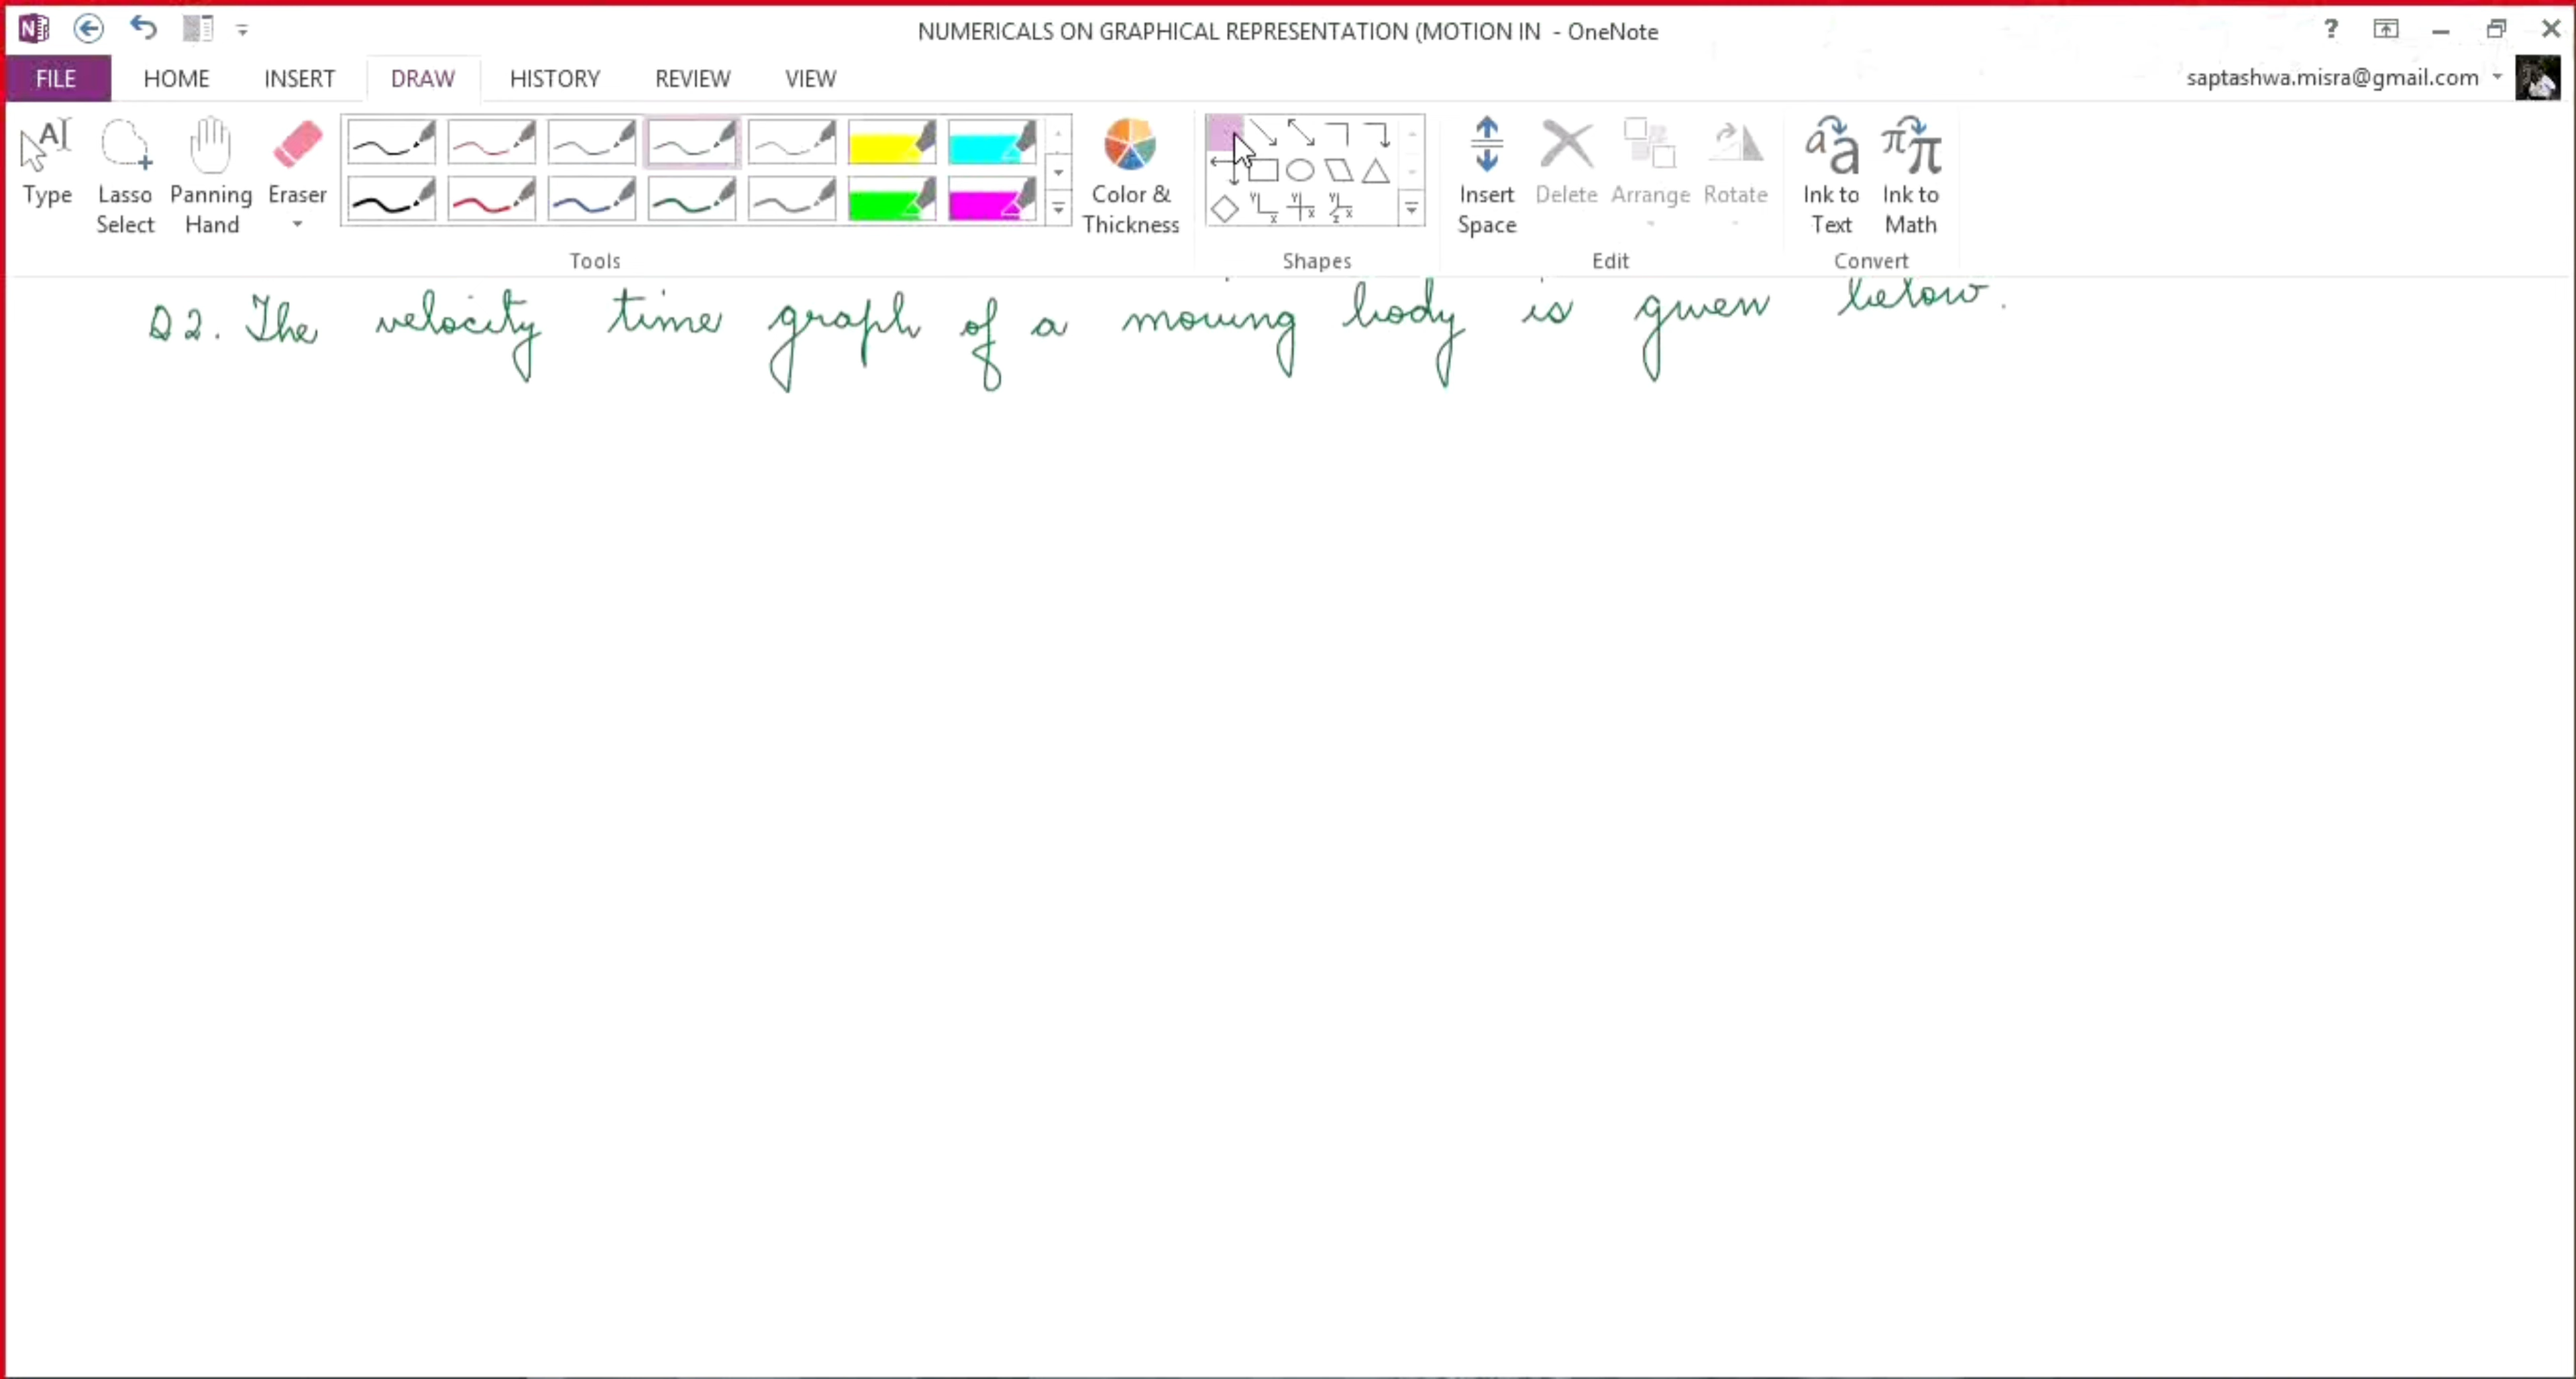 NUMERICALS ON GRAPHICAL REPRESENTATION (MOTION IN - OneNote
FILE HOME INSERT DRAW HISTORY REVIEW VIEW
saptashwa.misra@gmail.com
Type
Lasso Select
Panning Hand
Eraser
Color & Thickness
Insert Space
Delete
Arrange
Rotate
Ink to Text
Ink to Math
Tools
Shapes
Edit
Convert
Q2. The velocity time graph of a moving body is given below.